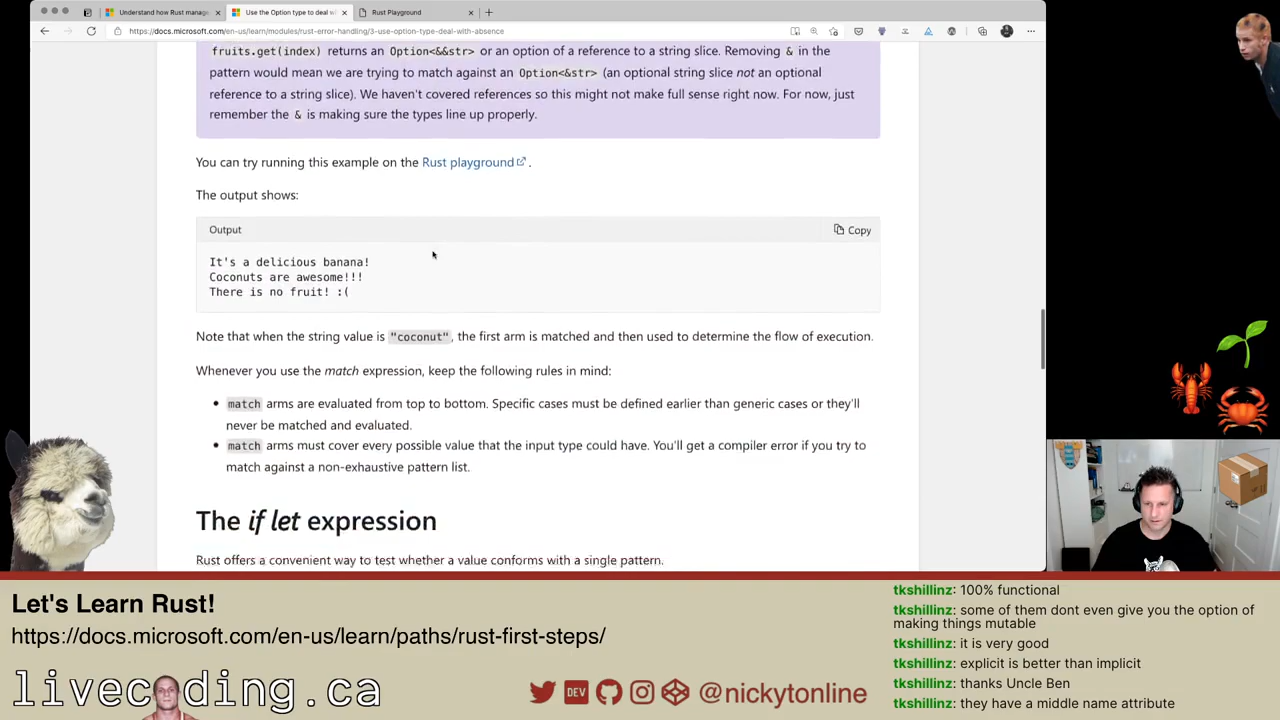 Understand how Rust manage
Use the Option type to deal w
Rust Playground
https://docs.microsoft.com/en-us/learn/modules/rust-error-handling/3-use-option-type-deal-with-absence
fruits.get(index) returns an Option<&&str> or an option of a reference to a string slice. Removing & in the
pattern would mean we are trying to match against an Option<&str> (an optional string slice not an optional
reference to a string slice). We haven't covered references so this might not make full sense right now. For now, just
remember the & is making sure the types line up properly.
You can try running this example on the Rust playground .
The output shows:
Output
Copy
It's a delicious banana!
Coconuts are awesome!!!
There is no fruit! :(
Note that when the string value is "coconut", the first arm is matched and then used to determine the flow of execution.
Whenever you use the match expression, keep the following rules in mind:
• match arms are evaluated from top to bottom. Specific cases must be defined earlier than generic cases or they'll
never be matched and evaluated.
• match arms must cover every possible value that the input type could have. You'll get a compiler error if you try to
match against a non-exhaustive pattern list.
The if let expression
Rust offers a convenient way to test whether a value conforms with a single pattern.
Let's Learn Rust!
https://docs.microsoft.com/en-us/learn/paths/rust-first-steps/
livecoding.ca
DEV
@nickytonline
tkshillinz: 100% functional
tkshillinz: some of them dont even give you the option of
making things mutable
tkshillinz: it is very good
tkshillinz: explicit is better than implicit
tkshillinz: thanks Uncle Ben
tkshillinz: they have a middle name attribute